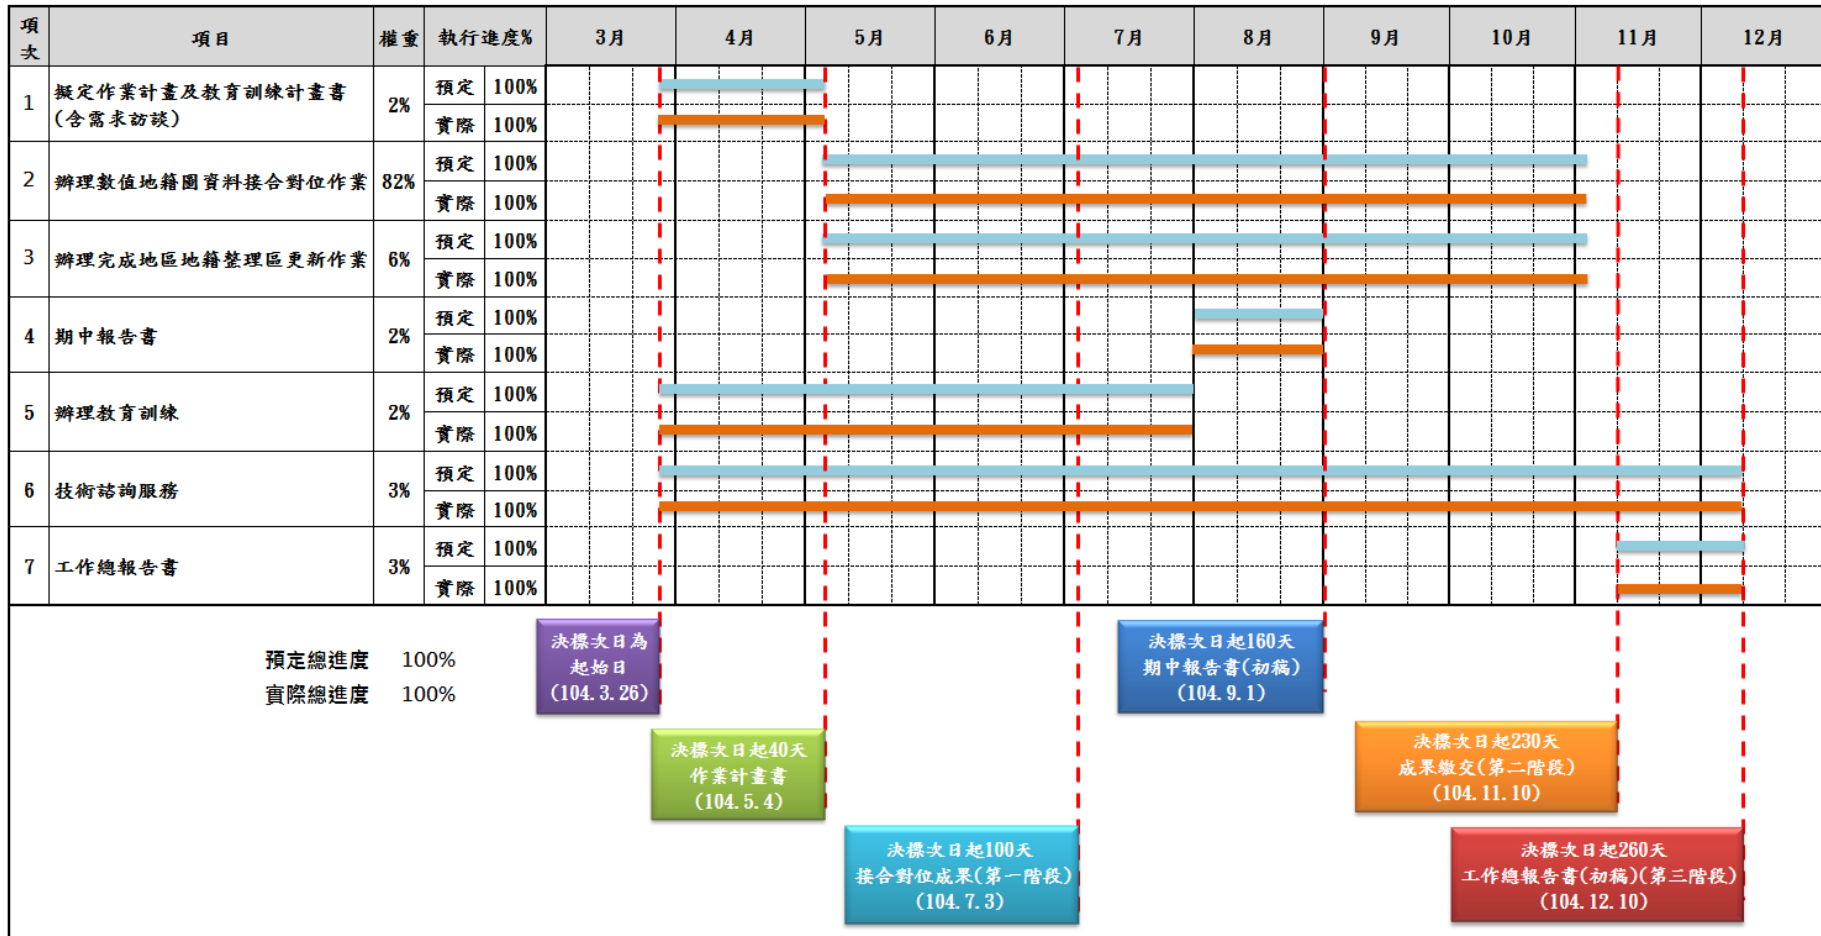 項次 項目 權重 執行進度% 3月 4月 5月 6月 7月 8月 9月 10月 11月 12月
1 擬定作業計畫及教育訓練計畫書 2% 預定 100%
(含需求訪談) 實際 100%
2 辦理數值地籍圖資料接合對位作業 82% 預定 100%
實際 100%
3 辦理完成地區地籍整理區更新作業 6% 預定 100%
實際 100%
4 期中報告書 2% 預定 100%
實際 100%
5 辦理教育訓練 2% 預定 100%
實際 100%
6 技術諮詢服務 3% 預定 100%
實際 100%
7 工作總報告書 3% 預定 100%
實際 100%
預定總進度 100%
實際總進度 100%
決標次日為
起始日
(104.3.26)
決標次日起40天
作業計畫書
(104.5.4)
決標次日起100天
接合對位成果(第一階段)
(104.7.3)
決標次日起160天
期中報告書(初稿)
(104.9.1)
決標次日起230天
成果繳交(第二階段)
(104.11.10)
決標次日起260天
工作總報告書(初稿)(第三階段)
(104.12.10)